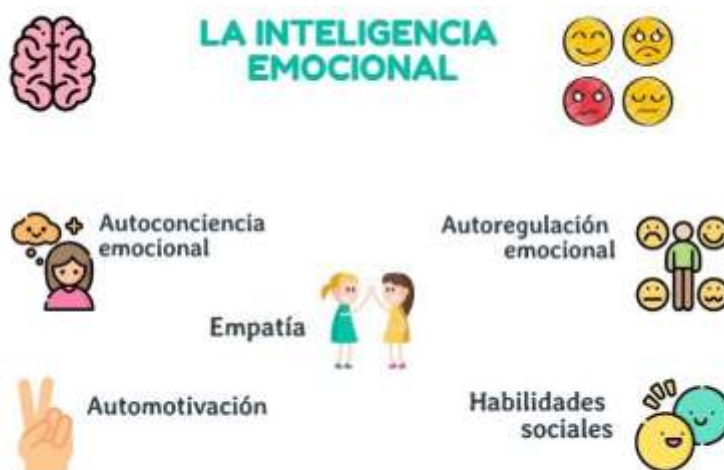 LA INTELIGENCIA
EMOCIONAL
Autoconciencia
emocional
Autoregulación
emocional
Empatía
Automotivación
Habilidades
sociales